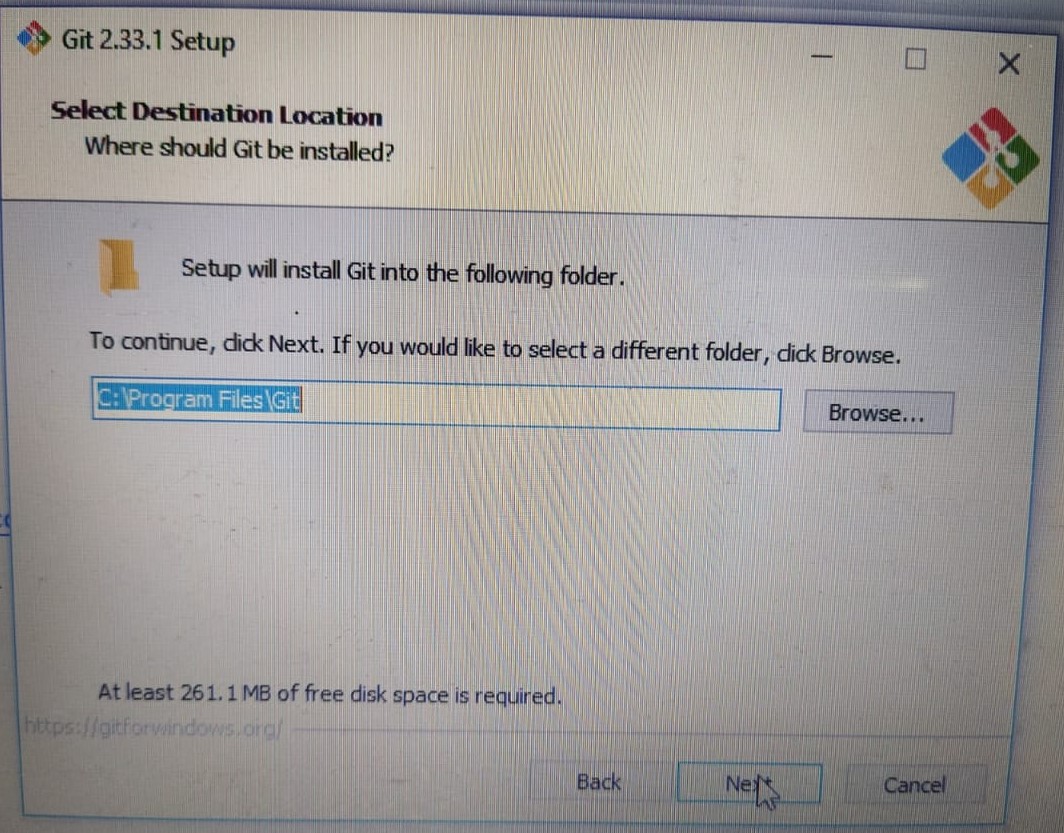 Git 2.33.1 Setup
Select Destination Location
Where should Git be installed?
Setup will install Git into the following folder.
To continue, click Next. If you would like to select a different folder, click Browse.
C:\Program Files\Git
Browse...
At least 261.1 MB of free disk space is required.
https://gitforwindows.org/
Back
Next
Cancel